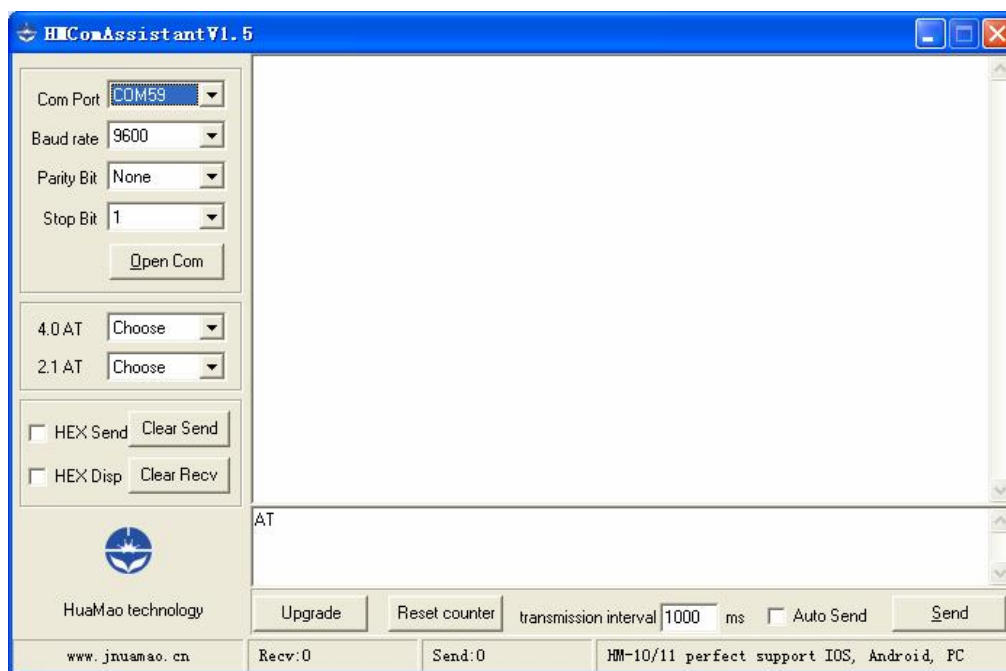 HMComAssistantV1.5
Com Port COM59
Baud rate 9600
Parity Bit None
Stop Bit 1
Open Com
4.0 AT Choose
2.1 AT Choose
HEX Send Clear Send
HEX Disp Clear Recv
HuaMao technology
AT
Upgrade Reset counter transmission interval 1000 ms Auto Send Send
www.jnuamao.cn Recv:0 Send:0 HM-10/11 perfect support IOS, Android, PC